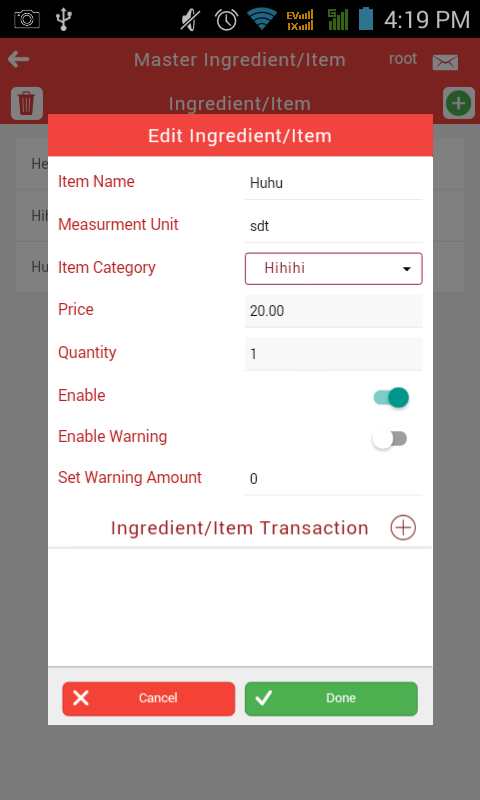 EV G 4:19 PM
IX
Master Ingredient/Item root
Ingredient/Item
Edit Ingredient/Item
He
Item Name Huhu
Hih
Measurment Unit sdt
Item Category Hihihi
Hu
Price 20.00
Quantity 1
Enable
Enable Warning
Set Warning Amount 0
Ingredient/Item Transaction
Cancel Done